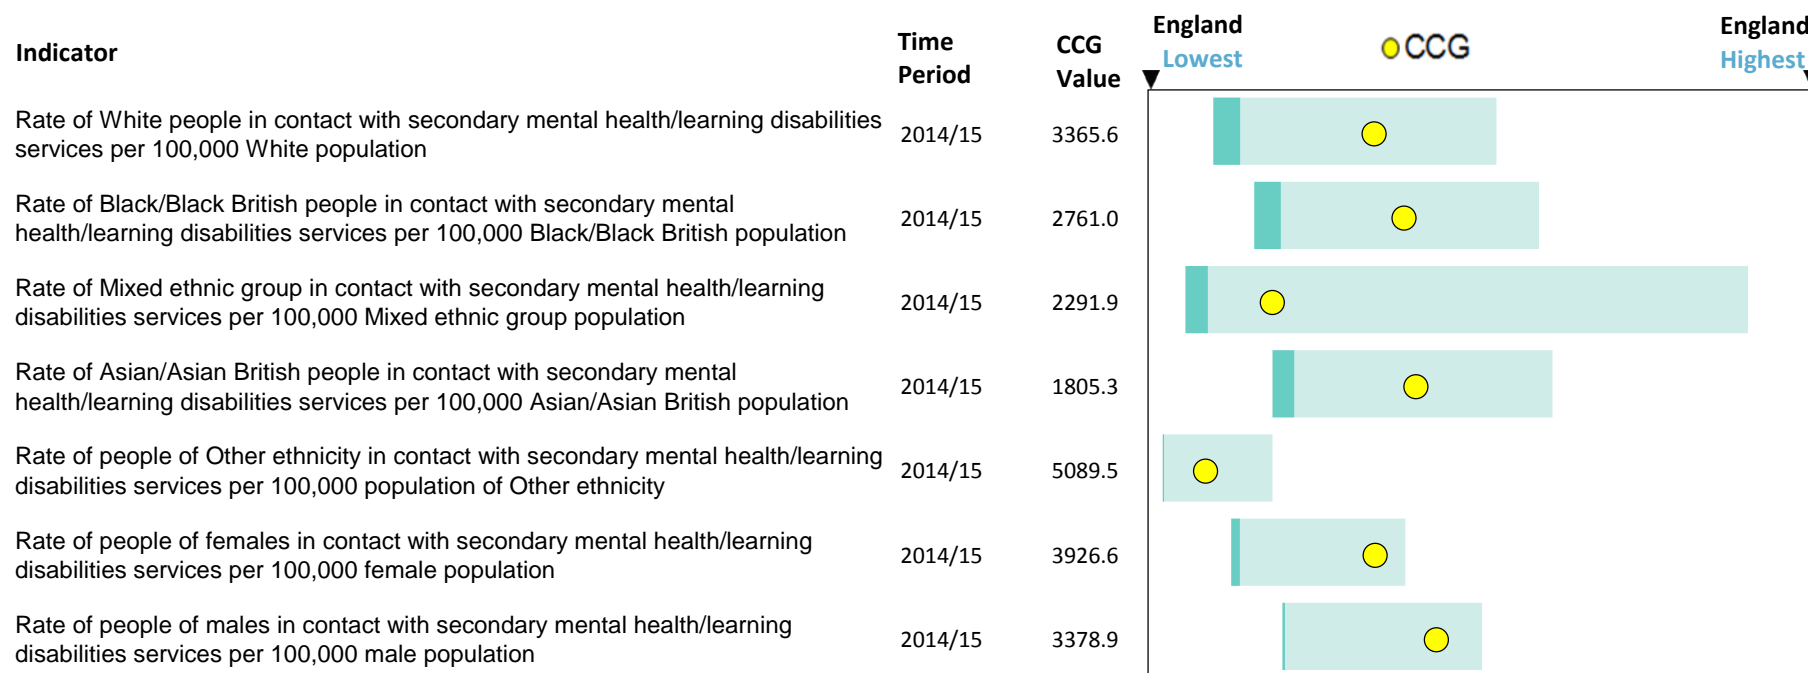 Indicator
Time
Period
CCG
Value
England
Lowest
CCG
England
Highest
Rate of White people in contact with secondary mental health/learning disabilities
services per 100,000 White population
2014/15
3365.6
Rate of Black/Black British people in contact with secondary mental
health/learning disabilities services per 100,000 Black/Black British population
2014/15
2761.0
Rate of Mixed ethnic group in contact with secondary mental health/learning
disabilities services per 100,000 Mixed ethnic group population
2014/15
2291.9
Rate of Asian/Asian British people in contact with secondary mental
health/learning disabilities services per 100,000 Asian/Asian British population
2014/15
1805.3
Rate of people of Other ethnicity in contact with secondary mental health/learning
disabilities services per 100,000 population of Other ethnicity
2014/15
5089.5
Rate of people of females in contact with secondary mental health/learning
disabilities services per 100,000 female population
2014/15
3926.6
Rate of people of males in contact with secondary mental health/learning
disabilities services per 100,000 male population
2014/15
3378.9